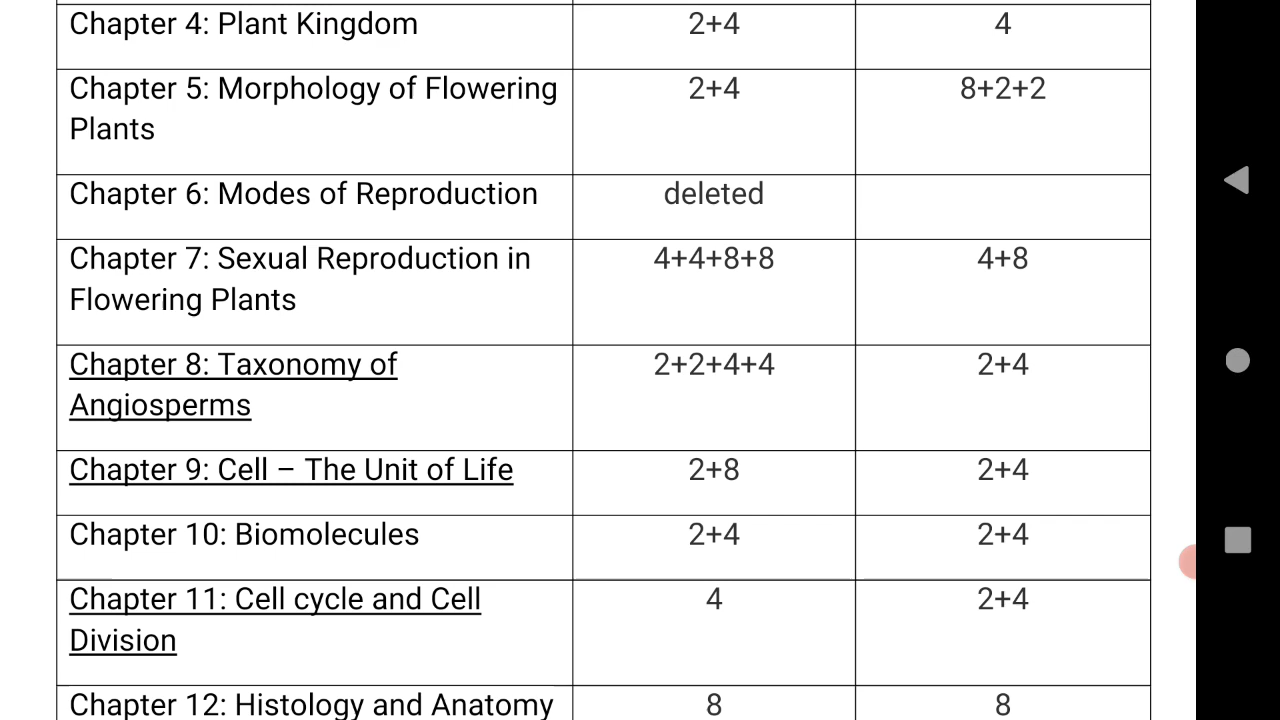 Chapter 4: Plant Kingdom 2+4 4
Chapter 5: Morphology of Flowering 2+4 8+2+2
Plants
Chapter 6: Modes of Reproduction deleted
Chapter 7: Sexual Reproduction in 4+4+8+8 4+8
Flowering Plants
Chapter 8: Taxonomy of 2+2+4+4 2+4
Angiosperms
Chapter 9: Cell – The Unit of Life 2+8 2+4
Chapter 10: Biomolecules 2+4 2+4
Chapter 11: Cell cycle and Cell 4 2+4
Division
Chapter 12: Histology and Anatomy 8 8